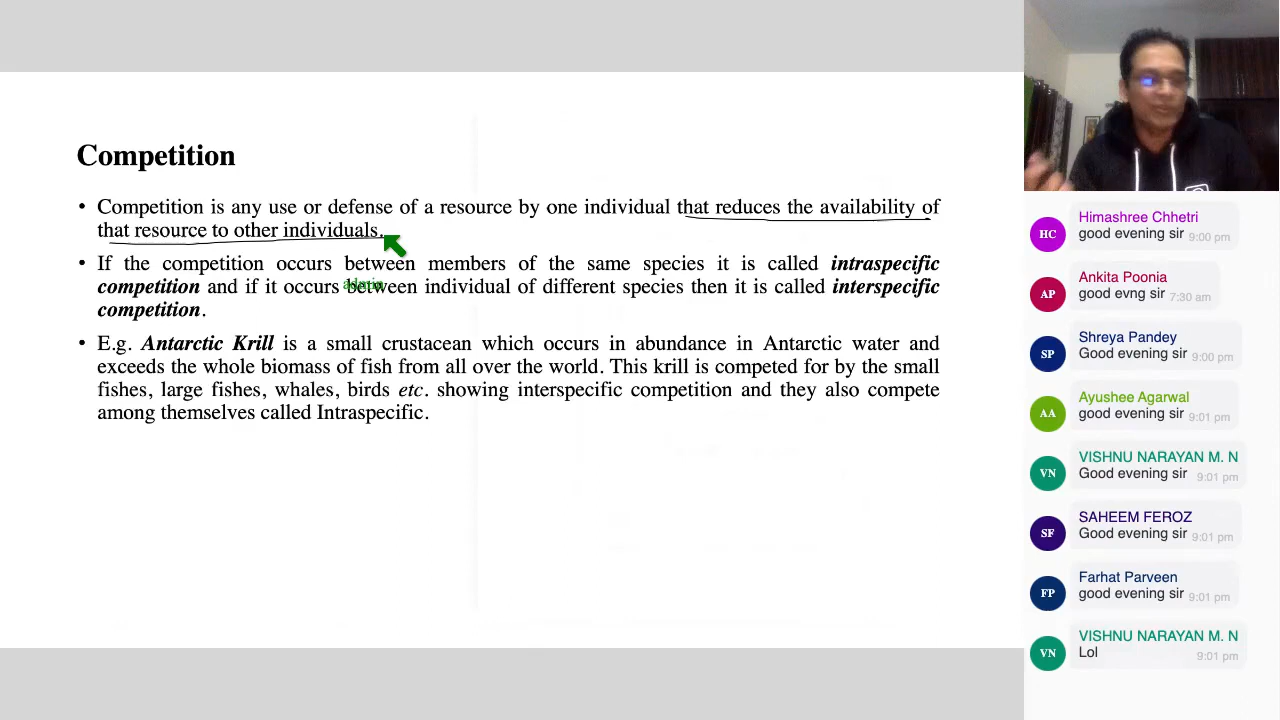 Competition
• Competition is any use or defense of a resource by one individual that reduces the availability of
that resource to other individuals.
• If the competition occurs between members of the same species it is called intraspecific
competition and if it occurs between individual of different species then it is called interspecific
competition.
admin
• E.g. Antarctic Krill is a small crustacean which occurs in abundance in Antarctic water and
exceeds the whole biomass of fish from all over the world. This krill is competed for by the small
fishes, large fishes, whales, birds etc. showing interspecific competition and they also compete
among themselves called Intraspecific.
HC
Himashree Chhetri
good evening sir 9:00 pm
AP
Ankita Poonia
good evng sir 7:30 am
SP
Shreya Pandey
Good evening sir 9:00 pm
AA
Ayushee Agarwal
good evening sir 9:01 pm
VN
VISHNU NARAYAN M. N
Good evening sir 9:01 pm
SF
SAHEEM FEROZ
Good evening sir 9:01 pm
FP
Farhat Parveen
good evening sir 9:01 pm
VN
VISHNU NARAYAN M. N
Lol 9:01 pm